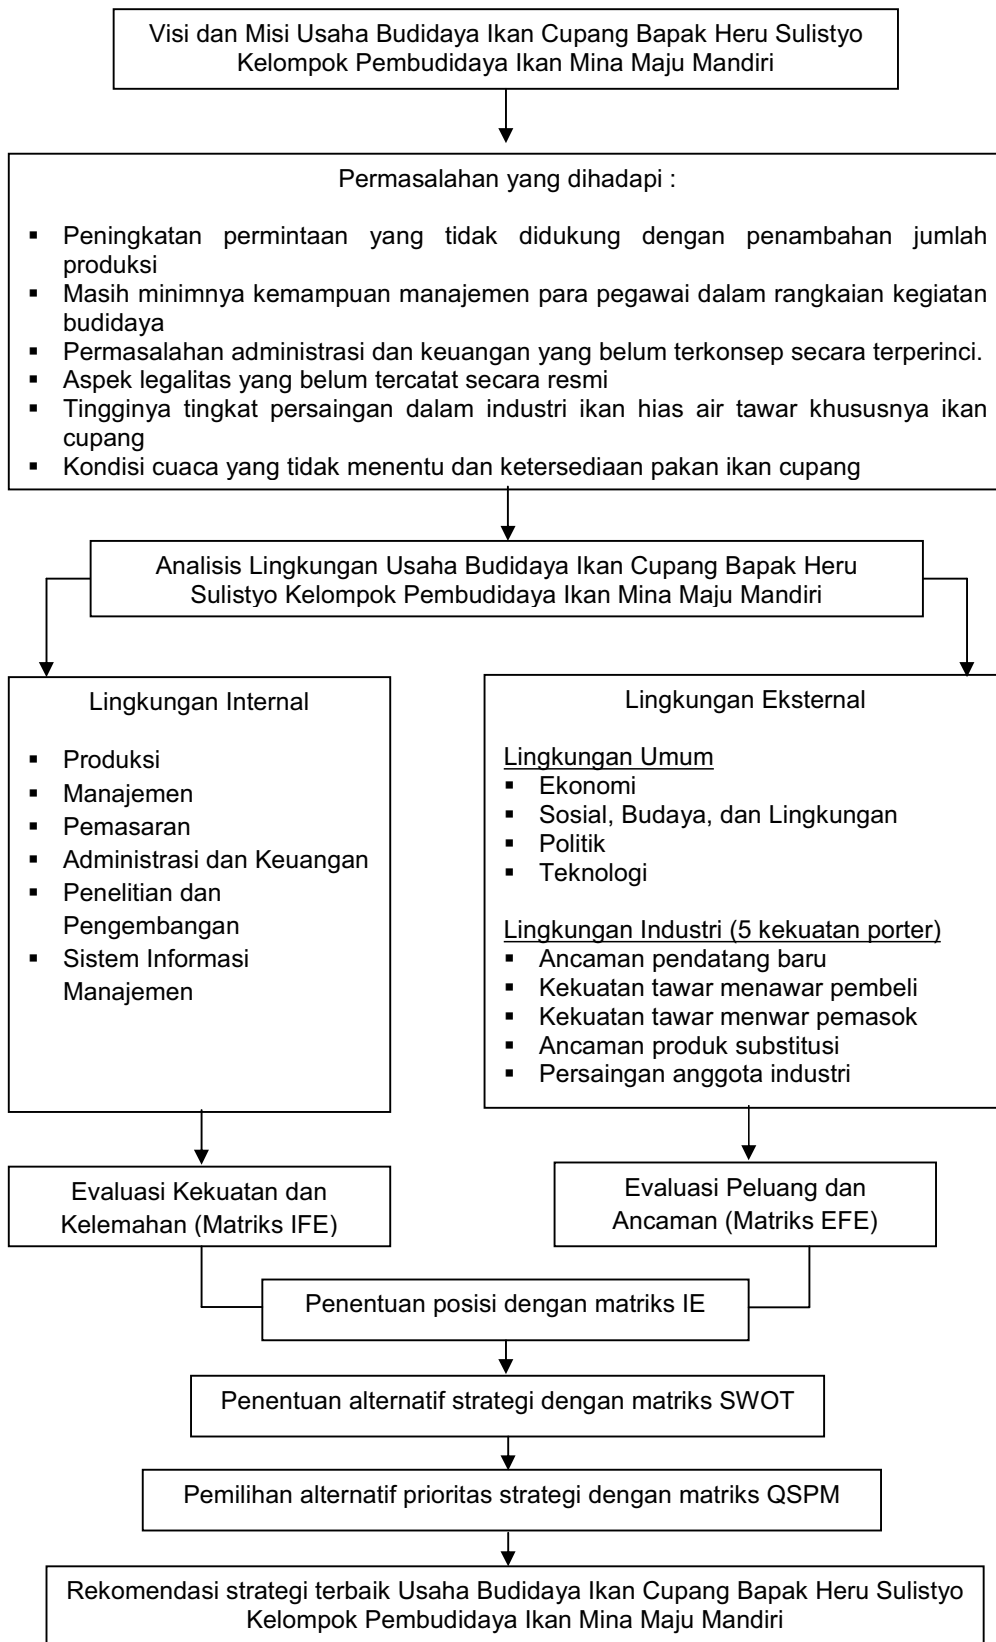 Visi dan Misi Usaha Budidaya Ikan Cupang Bapak Heru Sulistyo
Kelompok Pembudidaya Ikan Mina Maju Mandiri
Permasalahan yang dihadapi :
▪ Peningkatan permintaan yang tidak didukung dengan penambahan jumlah
produksi
▪ Masih minimnya kemampuan manajemen para pegawai dalam rangkaian kegiatan
budidaya
▪ Permasalahan administrasi dan keuangan yang belum terkonsep secara terperinci.
▪ Aspek legalitas yang belum tercatat secara resmi
▪ Tingginya tingkat persaingan dalam industri ikan hias air tawar khususnya ikan
cupang
▪ Kondisi cuaca yang tidak menentu dan ketersediaan pakan ikan cupang
Analisis Lingkungan Usaha Budidaya Ikan Cupang Bapak Heru
Sulistyo Kelompok Pembudidaya Ikan Mina Maju Mandiri
Lingkungan Internal
▪ Produksi
▪ Manajemen
▪ Pemasaran
▪ Administrasi dan Keuangan
▪ Penelitian dan
Pengembangan
▪ Sistem Informasi
Manajemen
Lingkungan Eksternal
Lingkungan Umum
▪ Ekonomi
▪ Sosial, Budaya, dan Lingkungan
▪ Politik
▪ Teknologi
Lingkungan Industri (5 kekuatan porter)
▪ Ancaman pendatang baru
▪ Kekuatan tawar menawar pembeli
▪ Kekuatan tawar menwar pemasok
▪ Ancaman produk substitusi
▪ Persaingan anggota industri
Evaluasi Kekuatan dan
Kelemahan (Matriks IFE)
Evaluasi Peluang dan
Ancaman (Matriks EFE)
Penentuan posisi dengan matriks IE
Penentuan alternatif strategi dengan matriks SWOT
Pemilihan alternatif prioritas strategi dengan matriks QSPM
Rekomendasi strategi terbaik Usaha Budidaya Ikan Cupang Bapak Heru Sulistyo
Kelompok Pembudidaya Ikan Mina Maju Mandiri